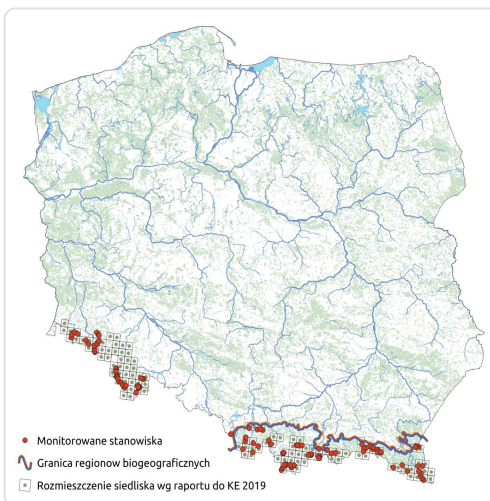 Monitorowane stanowiska
Granica regionow biogeograficznych
Rozmieszczenie siedliska wg raportu do KE 2019